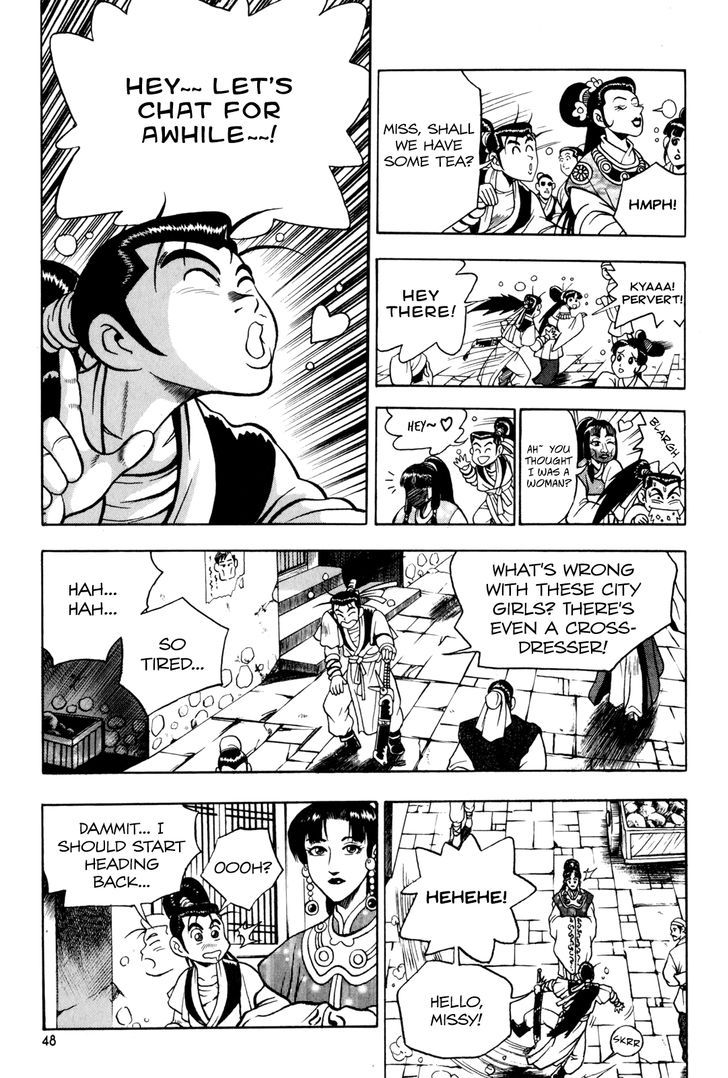 HEY~~ LET'S
CHAT FOR
AWHILE~~!
MISS, SHALL
WE HAVE
SOME TEA?
HMPH!
HEY
THERE!
KYAAA!
PERVERT!
HEY~ ♡
AH~ YOU
THOUGHT
I WAS A
WOMAN?
BLARGH
HAH...
HAH...
SO
TIRED...
WHAT'S WRONG
WITH THESE CITY
GIRLS? THERE'S
EVEN A CROSS-
DRESSER!
DAMMIT... I
SHOULD START
HEADING
BACK...
OOOH?
HEHEHE!
HELLO,
MISSY!
SKRR
48